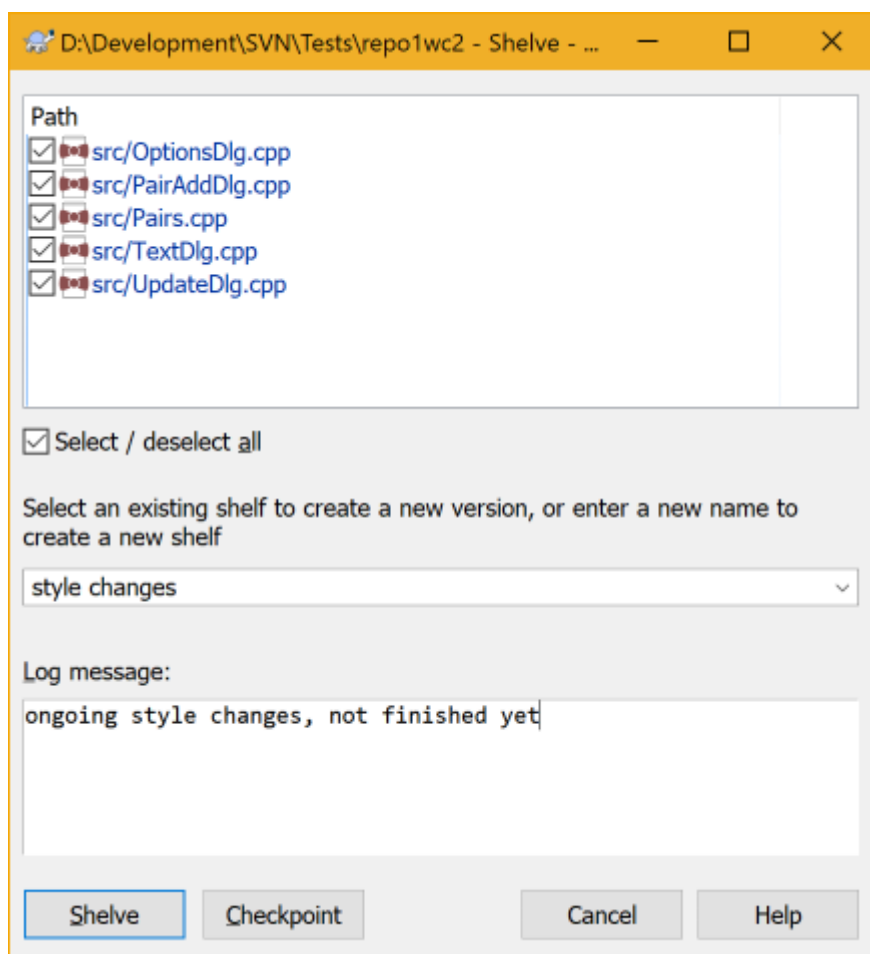 D:\Development\SVN\Tests\repo1wc2 - Shelve - ...
Path
src/OptionsDlg.cpp
src/PairAddDlg.cpp
src/Pairs.cpp
src/TextDlg.cpp
src/UpdateDlg.cpp
Select / deselect all
Select an existing shelf to create a new version, or enter a new name to
create a new shelf
style changes
Log message:
ongoing style changes, not finished yet
Shelve Checkpoint Cancel Help